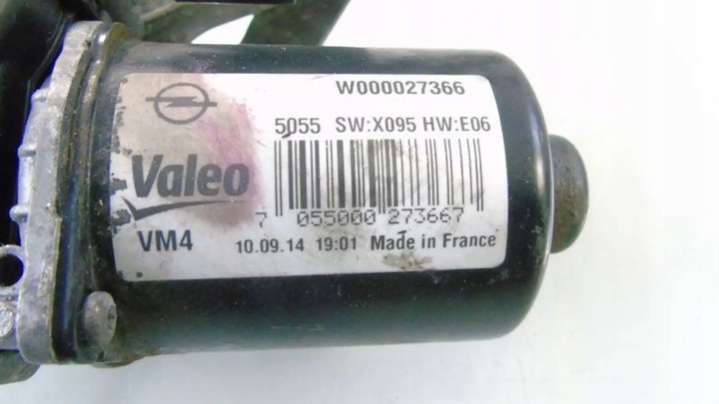 W000027366
5055 SW:X095 HW:E06
Valeo
7 055000 273667
VM4 10.09.14 19:01 Made in France